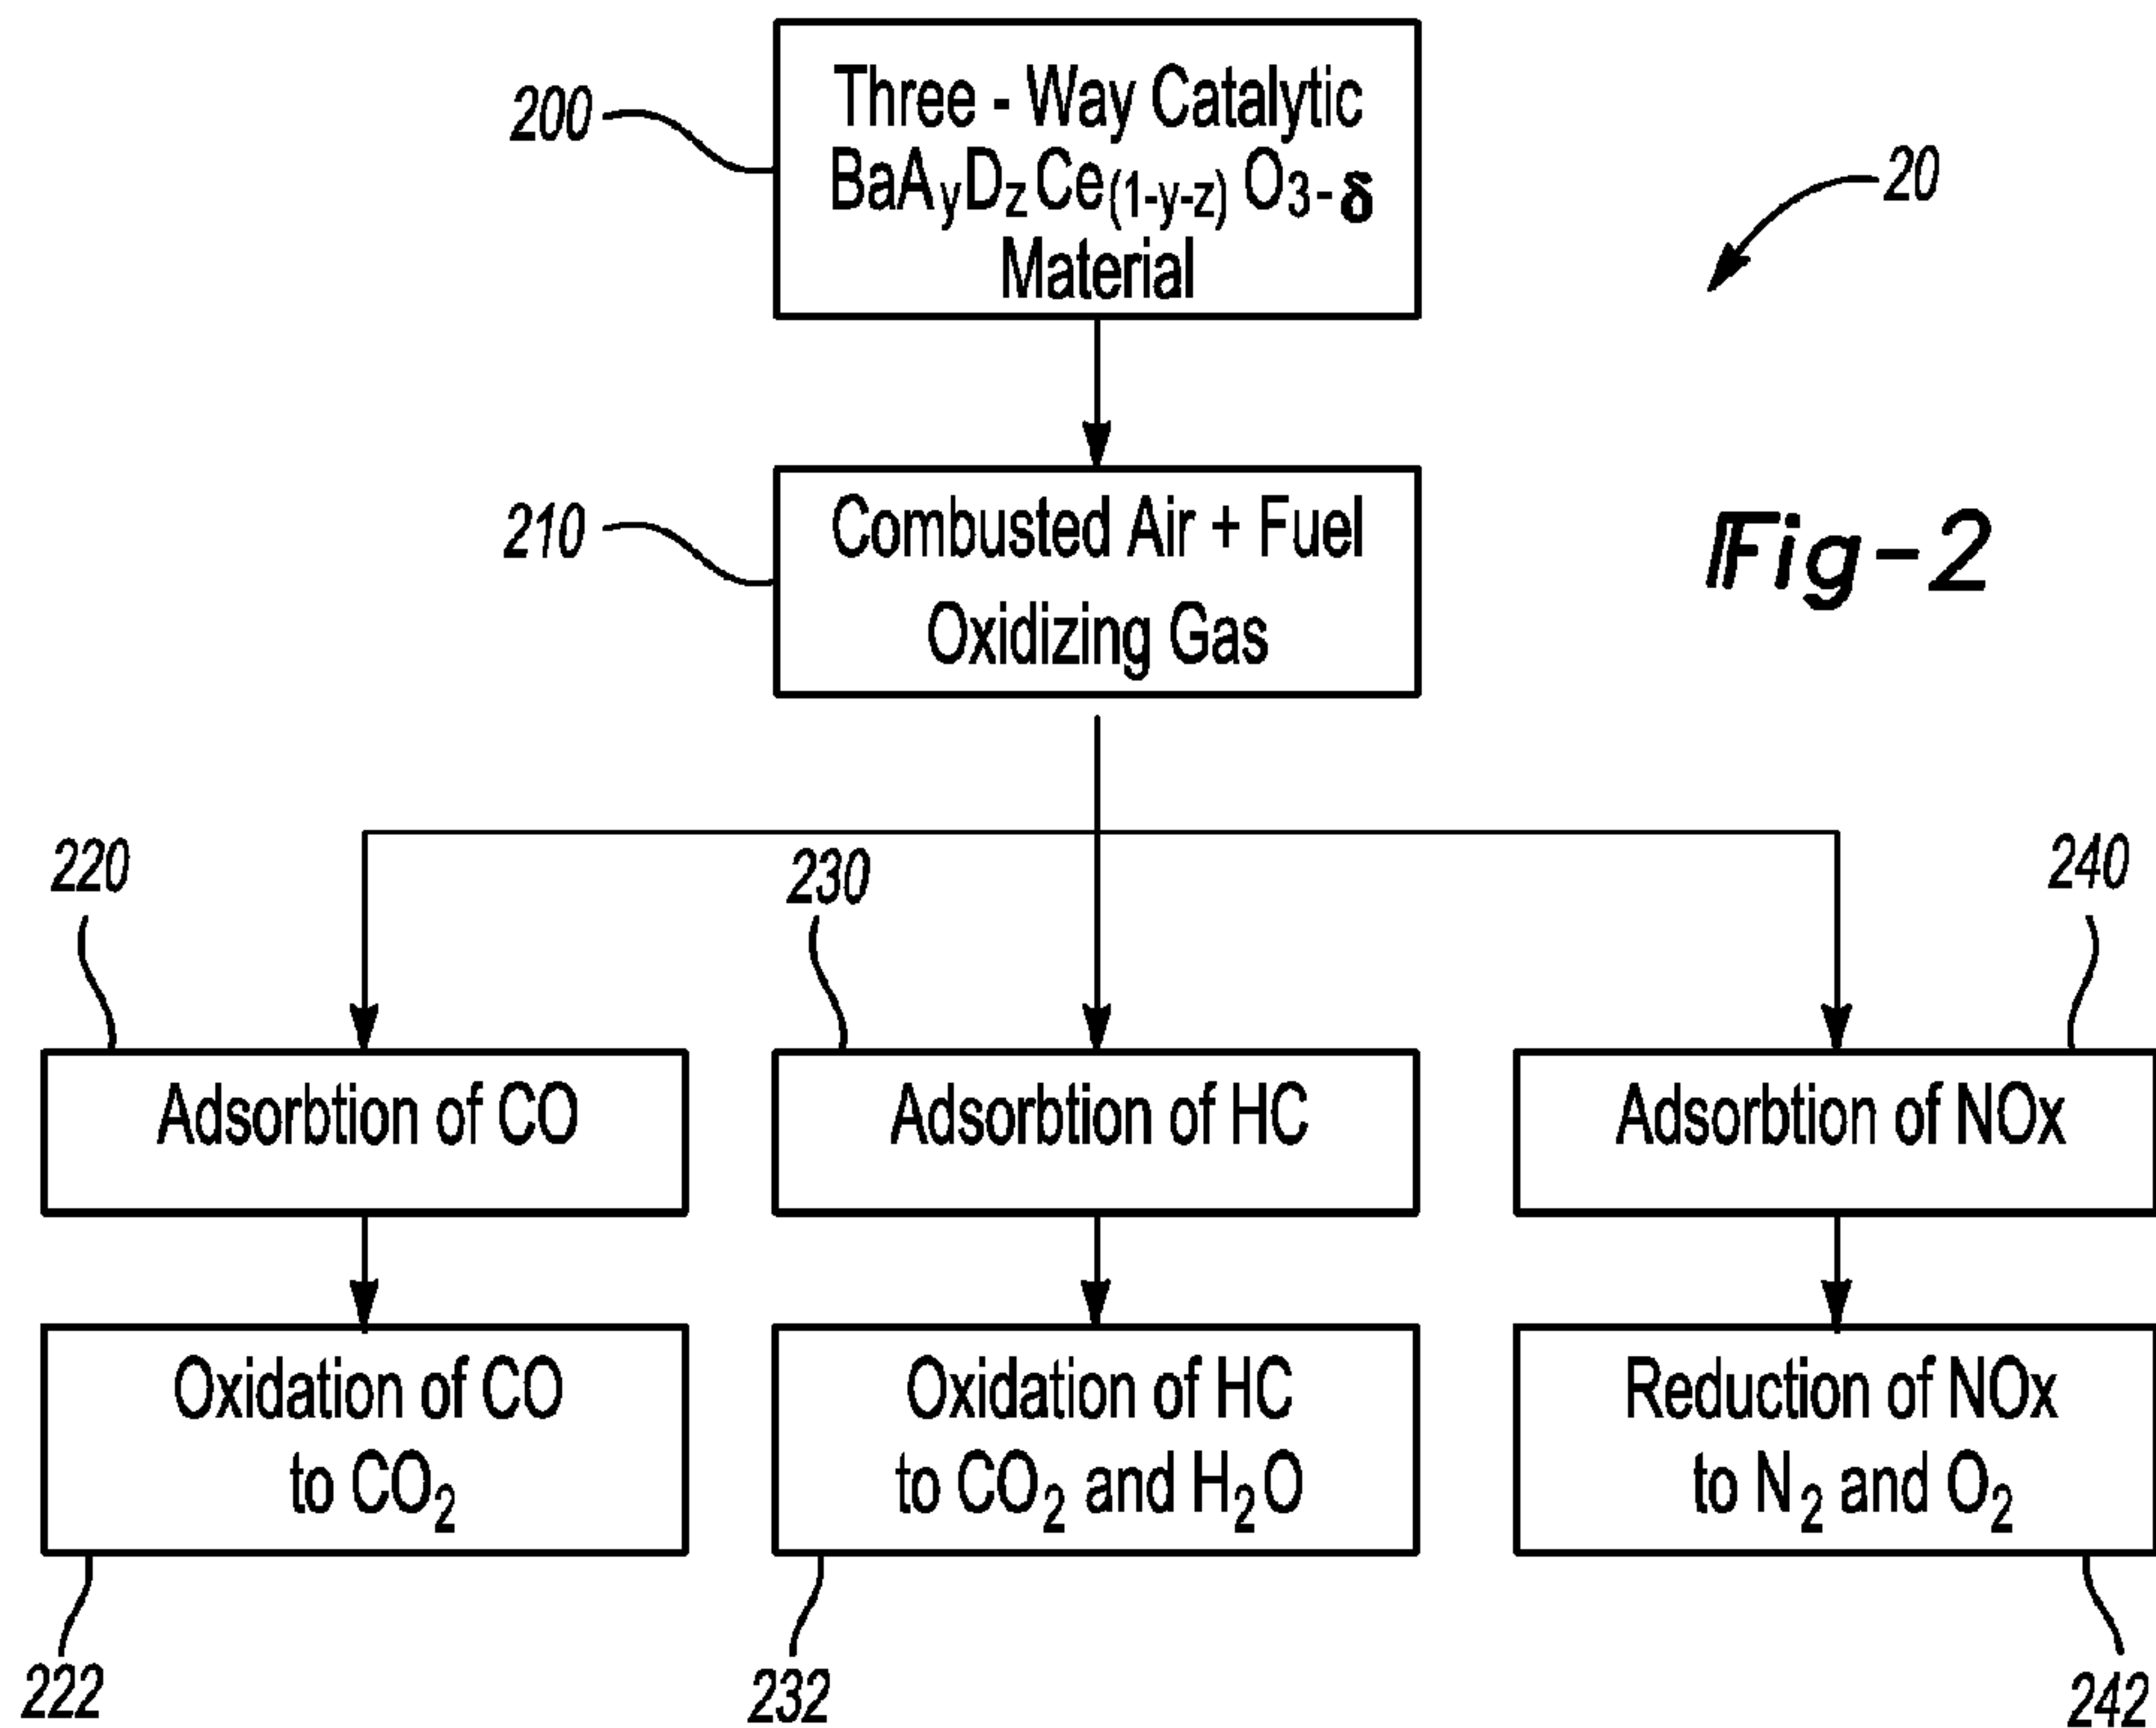 200
Three - Way Catalytic
BaA_yD_zCe_(1-y-z) O_3-δ
Material
20
210
Combusted Air + Fuel
Oxidizing Gas
Fig-2
220
230
240
Adsorbtion of CO
Adsorbtion of HC
Adsorbtion of NOx
Oxidation of CO
to CO₂
Oxidation of HC
to CO₂ and H₂O
Reduction of NOx
to N₂ and O₂
222
232
242